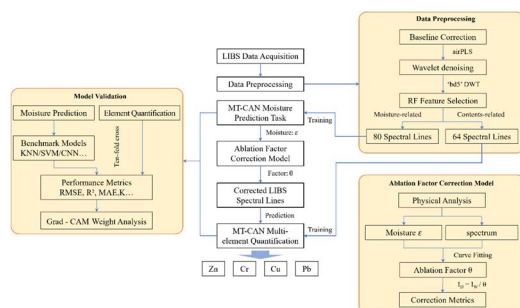 Data Preprocessing
Baseline Correction
airPLS
Wavelet denoising
'bd5' DWT
RF Feature Selection
Moisture-related
Contents-related
80 Spectral Lines
64 Spectral Lines
LIBS Data Acquisition
Data Preprocessing
MT-CAN Moisture
Prediction Task
Training
Moisture: ε
Ablation Factor
Correction Model
Factor: θ
Corrected LIBS
Spectral Lines
Prediction
MT-CAN Multi-
element Quantification
Training
Zn
Cr
Cu
Pb
Model Validation
Moisture Prediction
Element Quantification
Benchmark Models
KNN/SVM/CNN…
Ten-fold cross
Performance Metrics
RMSE, R², MAE,K…
Grad - CAM Weight Analysis
Ablation Factor Correction Model
Physical Analysis
Moisture ε
spectrum
Curve Fitting
Ablation Factor θ
Correction Metrics